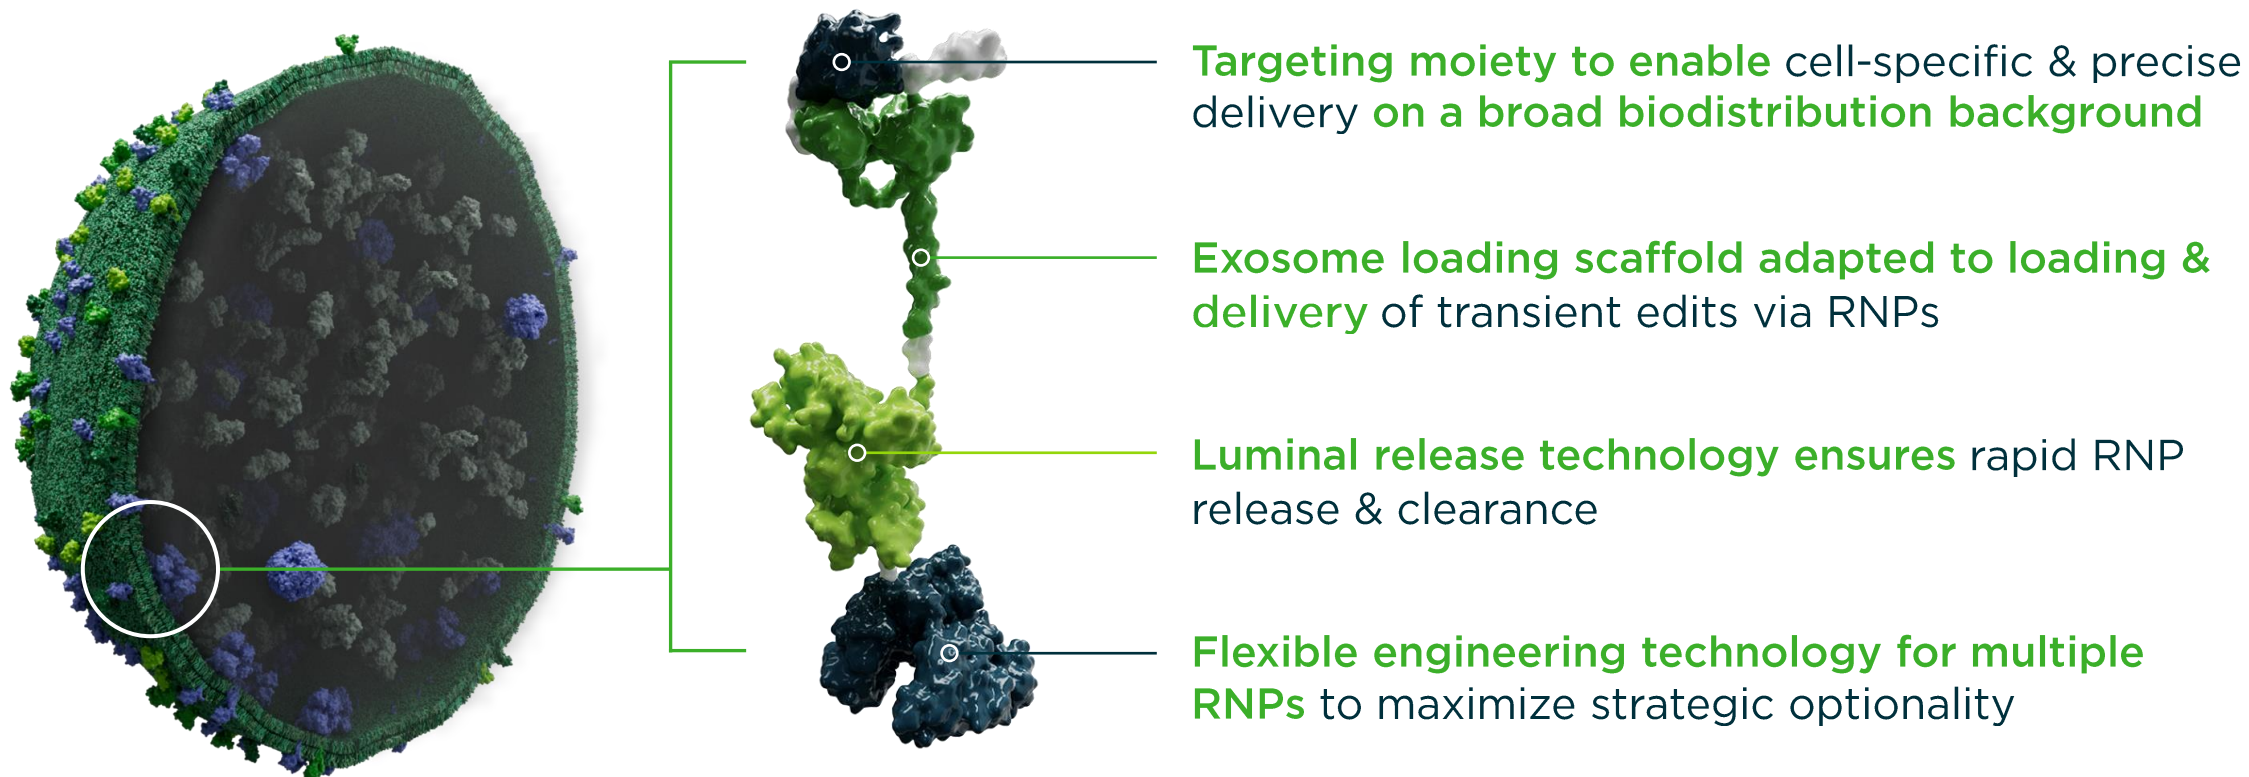 Targeting moiety to enable cell-specific & precise
delivery on a broad biodistribution background
Exosome loading scaffold adapted to loading &
delivery of transient edits via RNPs
Luminal release technology ensures rapid RNP
release & clearance
Flexible engineering technology for multiple
RNPs to maximize strategic optionality